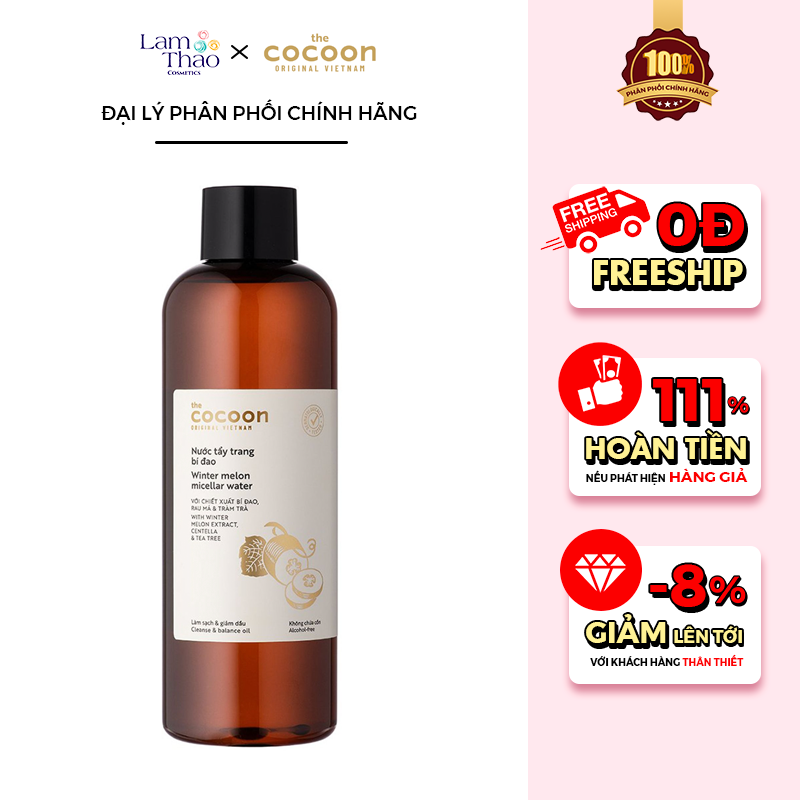 Lam
Thảo
COSMETICS
×
the
cocoon
ORIGINAL VIETNAM
ĐẠI LÝ PHÂN PHỐI CHÍNH HÃNG
100%
PHÂN PHỐI CHÍNH HÃNG
FREE
SHIPPING
0Đ
FREESHIP
111%
HOÀN TIỀN
NẾU PHÁT HIỆN HÀNG GIẢ
-8%
GIẢM LÊN TỚI
VỚI KHÁCH HÀNG THÂN THIẾT
the
cocoon
ORIGINAL VIETNAM
Nước tẩy trang
bí đao
Winter melon
micellar water
VỚI CHIẾT XUẤT BÍ ĐAO,
RAU MÁ & TRÀM TRÀ
WITH WINTER
MELON EXTRACT,
CENTELLA
& TEA TREE
Làm sạch & giảm dầu
Cleanse & balance oil
Không chứa cồn
Alcohol-free